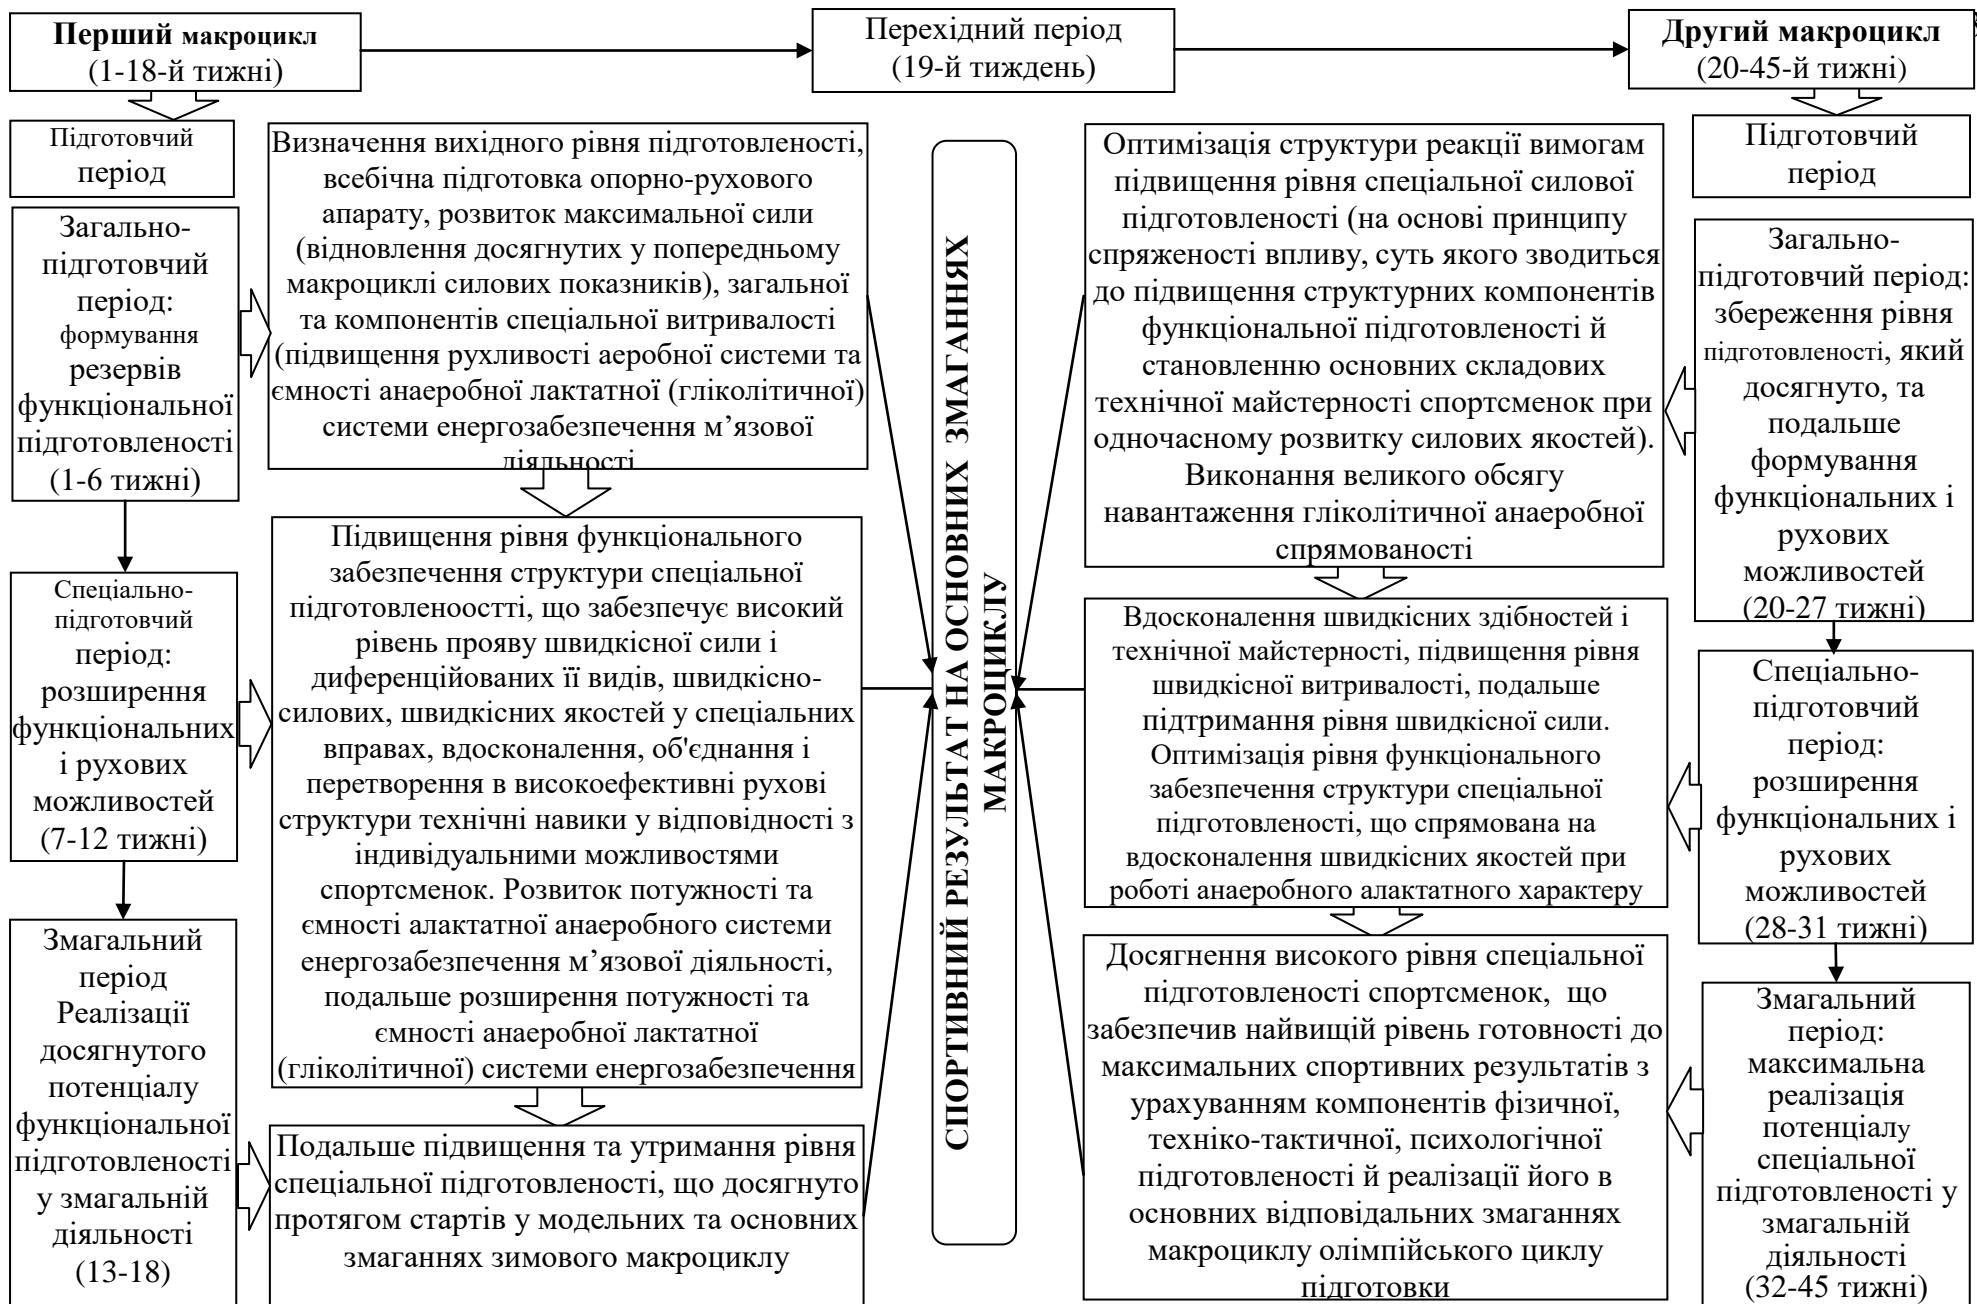 Перший макроцикл
(1-18-й тижні)
Перехідний період
(19-й тиждень)
Другий макроцикл
(20-45-й тижні)
Підготовчий
період
Загально-
підготовчий
період:
формування
резервів
функціональної
підготовленості
(1-6 тижні)
Спеціально-
підготовчий
період:
розширення
функціональних
і рухових
можливостей
(7-12 тижні)
Змагальний
період
Реалізації
досягнутого
потенціалу
функціональної
підготовленості
у змагальній
діяльності
(13-18)
Визначення вихідного рівня підготовленості,
всебічна підготовка опорно-рухового
апарату, розвиток максимальної сили
(відновлення досягнутих у попередньому
макроциклі силових показників), загальної
та компонентів спеціальної витривалості
(підвищення рухливості аеробної системи та
ємності анаеробної лактатної (гліколітичної)
системи енергозабезпечення м’язової
діяльності
Підвищення рівня функціонального
забезпечення структури спеціальної
підготовленоостті, що забезпечує високий
рівень прояву швидкісної сили і
диференційованих її видів, швидкісно-
силових, швидкісних якостей у спеціальних
вправах, вдосконалення, об'єднання і
перетворення в високоефективні рухові
структури технічні навики у відповідності з
індивідуальними можливостями
спортсменок. Розвиток потужності та
ємності алактатної анаеробного системи
енергозабезпечення м’язової діяльності,
подальше розширення потужності та
ємності анаеробної лактатної
(гліколітичної) системи енергозабезпечення
Подальше підвищення та утримання рівня
спеціальної підготовленості, що досягнуто
протягом стартів у модельних та основних
змаганнях зимового макроциклу
СПОРТИВНИЙ РЕЗУЛЬТАТ НА ОСНОВНИХ ЗМАГАННЯХ
МАКРОЦИКЛУ
Оптимізація структури реакції вимогам
підвищення рівня спеціальної силової
підготовленості (на основі принципу
спряженості впливу, суть якого зводиться
до підвищення структурних компонентів
функціональної підготовленості й
становленню основних складових
технічної майстерності спортсменок при
одночасному розвитку силових якостей).
Виконання великого обсягу
навантаження гліколітичної анаеробної
спрямованості
Вдосконалення швидкісних здібностей і
технічної майстерності, підвищення рівня
швидкісної витривалості, подальше
підтримання рівня швидкісної сили.
Оптимізація рівня функціонального
забезпечення структури спеціальної
підготовленості, що спрямована на
вдосконалення швидкісних якостей при
роботі анаеробного алактатного характеру
Досягнення високого рівня спеціальної
підготовленості спортсменок, що
забезпечив найвищій рівень готовності до
максимальних спортивних результатів з
урахуванням компонентів фізичної,
техніко-тактичної, психологічної
підготовленості й реалізації його в
основних відповідальних змаганнях
макроциклу олімпійського циклу
підготовки
Підготовчий
період
Загально-
підготовчий період:
збереження рівня
підготовленості, який
досягнуто, та
подальше
формування
функціональних і
рухових
можливостей
(20-27 тижні)
Спеціально-
підготовчий
період:
розширення
функціональних і
рухових
можливостей
(28-31 тижні)
Змагальний
період:
максимальна
реалізація
потенціалу
спеціальної
підготовленості у
змагальній
діяльності
(32-45 тижні)